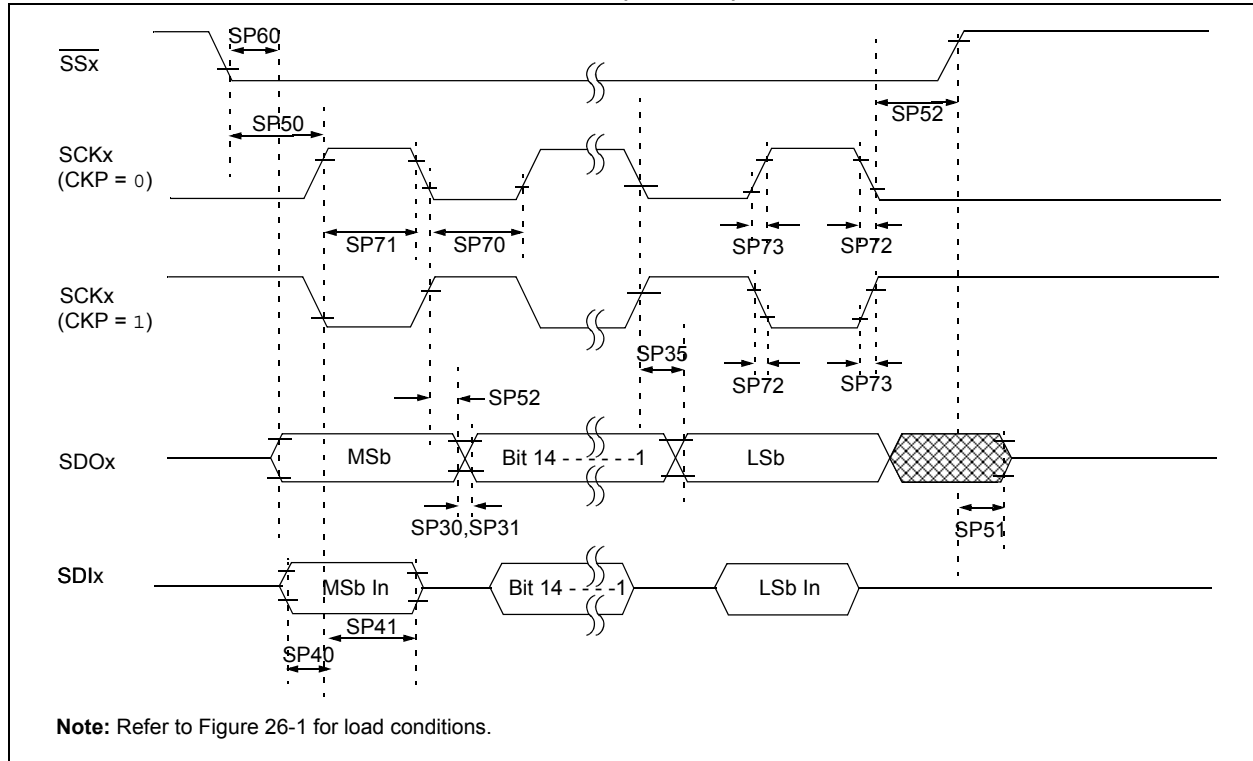 SP60
SSx
SP50
SP52
SCKx
(CKP = 0)
SP71
SP70
SP73
SP72
SCKx
(CKP = 1)
SP35
SP72
SP73
SP52
SDOx
MSb
Bit 14 - - - - - -1
LSb
SP30,SP31
SP51
SDIx
MSb In
Bit 14 - - - -1
LSb In
SP41
SP40
Note: Refer to Figure 26-1 for load conditions.